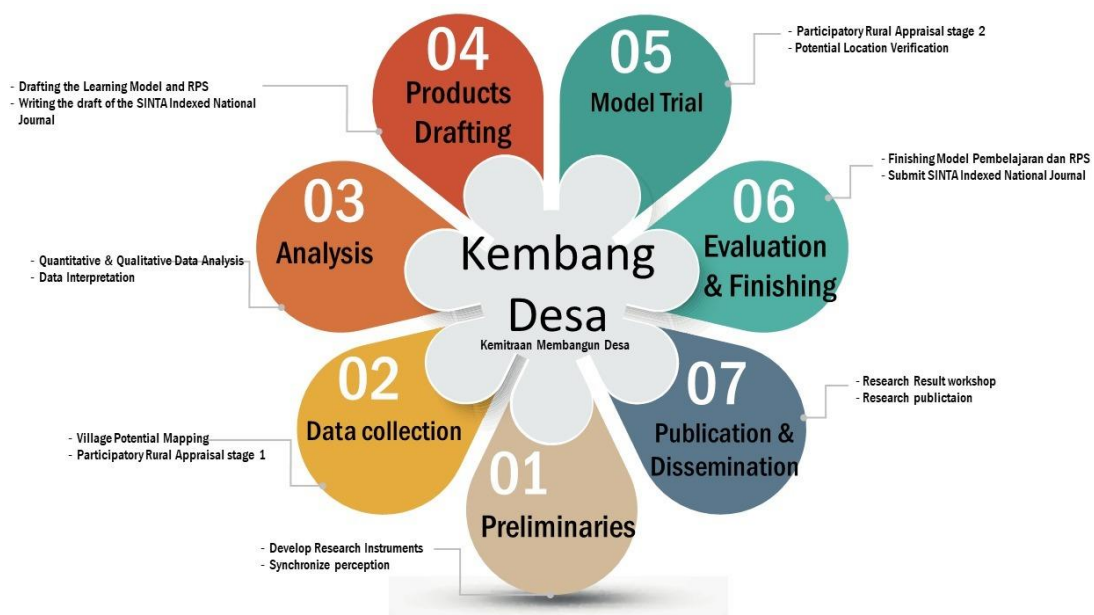 04
Products
Drafting
- Drafting the Learning Model and RPS
- Writing the draft of the SINTA Indexed National
Journal
05
Model Trial
- Participatory Rural Appraisal stage 2
- Potential Location Verification
03
Analysis
- Quantitative & Qualitative Data Analysis
- Data Interpretation
06
Evaluation
& Finishing
- Finishing Model Pembelajaran dan RPS
- Submit SINTA Indexed National Journal
Kembang
Desa
Kemitraan Membangun Desa
02
Data collection
- Village Potential Mapping
- Participatory Rural Appraisal stage 1
07
Publication &
Dissemination
- Research Result workshop
- Research publictaion
01
Preliminaries
- Develop Research Instruments
- Synchronize perception